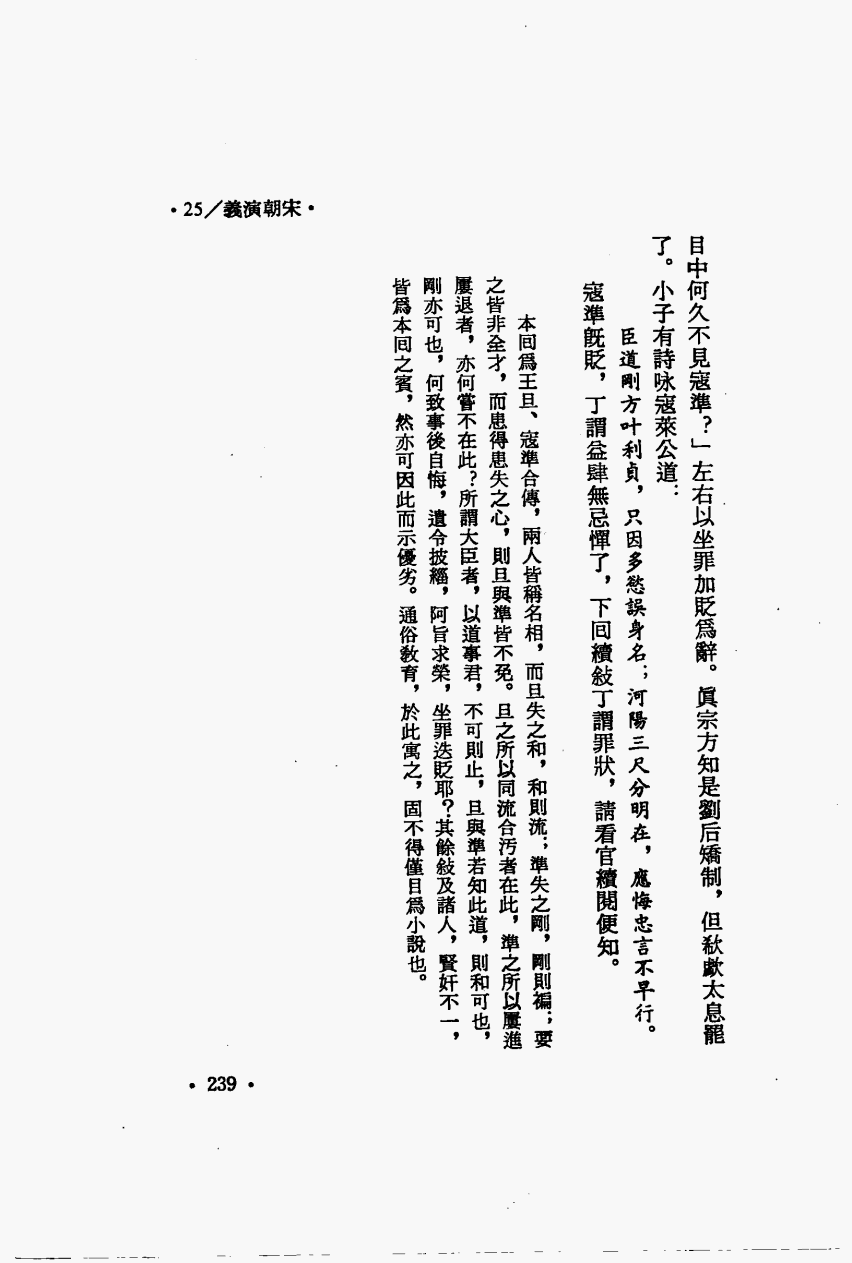 •25／義演朝宋•
目中何久不見寇準？」左右以坐罪加貶爲辭。眞宗方知是劉后矯制，但欷歔太息罷
了。小子有詩咏寇萊公道：
臣道剛方叶利貞，只因多慾誤身名；河陽三尺分明在，應悔忠言不早行。
寇準旣貶，丁謂益肆無忌憚了，下囘續敍丁謂罪狀，請看官續閱便知。
本囘爲王旦、寇準合傳，兩人皆稱名相，而旦失之和，和則流；準失之剛，剛則褊；要
之皆非全才，而患得患失之心，則旦與準皆不免。旦之所以同流合汚者在此，準之所以屢進
屢退者，亦何嘗不在此？所謂大臣者，以道事君，不可則止，旦與準若知此道，則和可也，
剛亦可也，何致事後自悔，遺令披緇，阿旨求榮，坐罪迭貶耶？其餘敍及諸人，賢奸不一，
皆爲本囘之賓，然亦可因此而示優劣。通俗敎育，於此寓之，固不得僅目爲小說也。
•239•